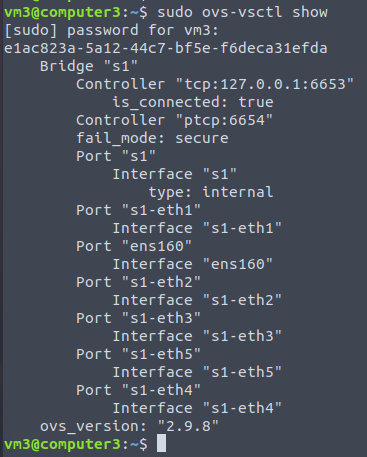 vm3@computer3:~$ sudo ovs-vsctl show
[sudo] password for vm3:
e1ac823a-5a12-44c7-bf5e-f6deca31efda
    Bridge "s1"
        Controller "tcp:127.0.0.1:6653"
            is_connected: true
        Controller "ptcp:6654"
        fail_mode: secure
        Port "s1"
            Interface "s1"
                type: internal
        Port "s1-eth1"
            Interface "s1-eth1"
        Port "ens160"
            Interface "ens160"
        Port "s1-eth2"
            Interface "s1-eth2"
        Port "s1-eth3"
            Interface "s1-eth3"
        Port "s1-eth5"
            Interface "s1-eth5"
        Port "s1-eth4"
            Interface "s1-eth4"
    ovs_version: "2.9.8"
vm3@computer3:~$